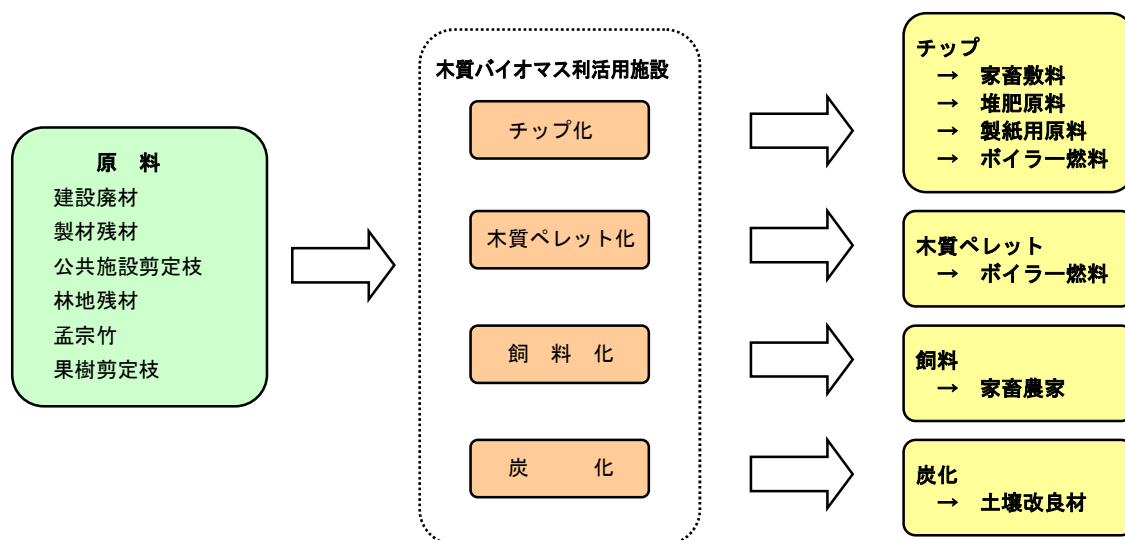 原　料
建設廃材
製材残材
公共施設剪定枝
林地残材
孟宗竹
果樹剪定枝
木質バイオマス利活用施設
チップ化
木質ペレット化
飼　料　化
炭　　　化
チップ
→　家畜敷料
→　堆肥原料
→　製紙用原料
→　ボイラー燃料
木質ペレット
→　ボイラー燃料
飼料
→　家畜農家
炭化
→　土壌改良材